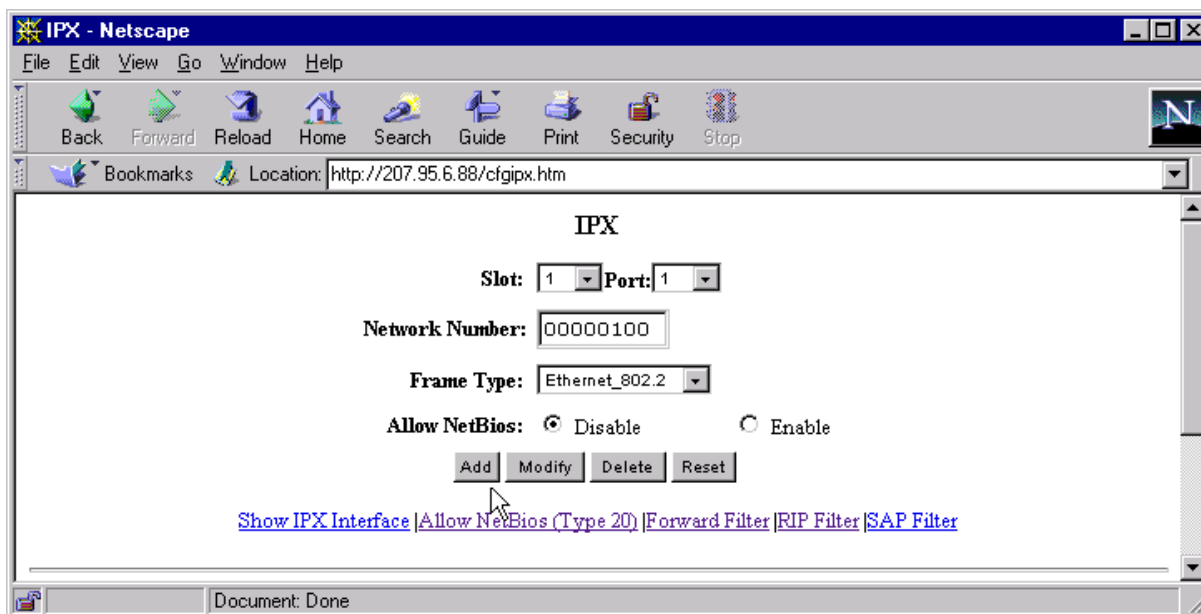 IPX - Netscape
File Edit View Go Window Help
N
Back Forward Reload Home Search Guide Print Security Stop
Bookmarks Location: http://207.95.6.88/cfgipx.htm
IPX
Slot: 1 Port: 1
Network Number: 00000100
Frame Type: Ethernet_802.2
Allow NetBios: Disable Enable
Add Modify Delete Reset
Show IPX Interface |Allow NetBios (Type 20) |Forward Filter |RIP Filter |SAP Filter
Document: Done